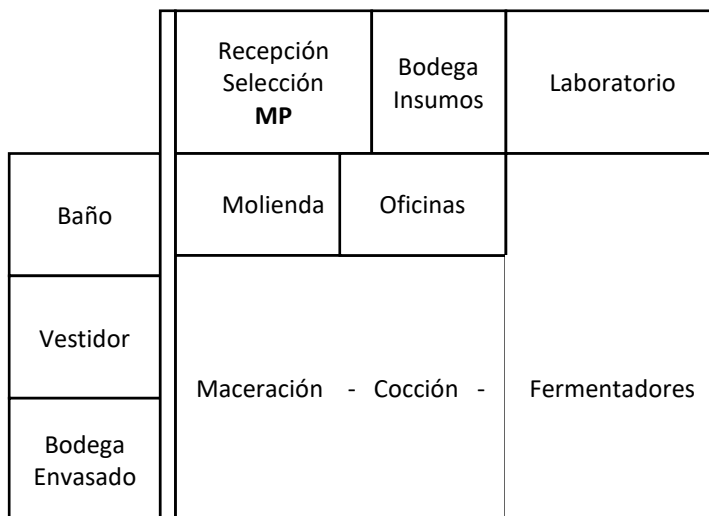 Recepción
Selección
MP
Bodega
Insumos
Laboratorio
Baño
Molienda
Oficinas
Vestidor
Maceración - Cocción -
Fermentadores
Bodega
Envasado